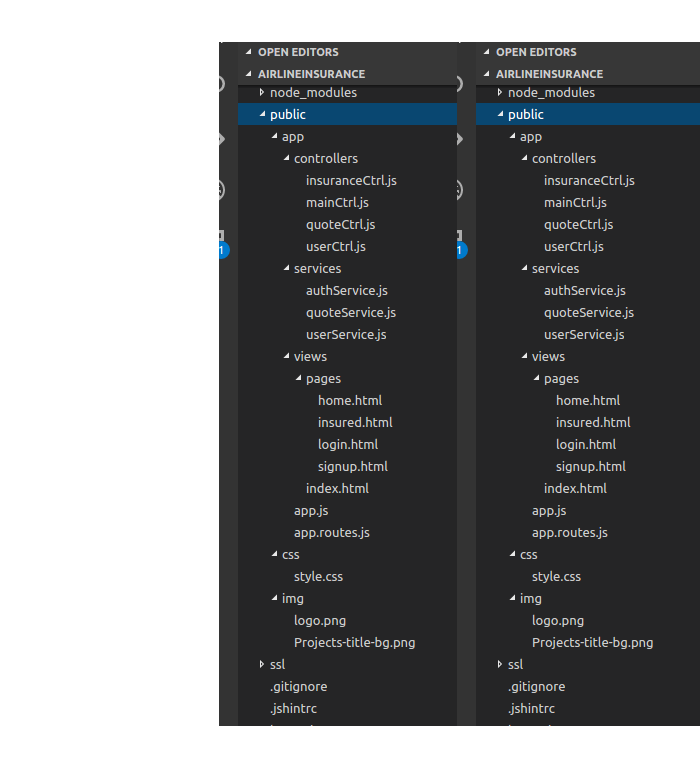 OPEN EDITORS
AIRLINEINSURANCE
node_modules
public
app
controllers
insuranceCtrl.js
mainCtrl.js
quoteCtrl.js
userCtrl.js
services
authService.js
quoteService.js
userService.js
views
pages
home.html
insured.html
login.html
signup.html
index.html
app.js
app.routes.js
css
style.css
img
logo.png
Projects-title-bg.png
ssl
.gitignore
.jshintrc
1
OPEN EDITORS
AIRLINEINSURANCE
node_modules
public
app
controllers
insuranceCtrl.js
mainCtrl.js
quoteCtrl.js
userCtrl.js
services
authService.js
quoteService.js
userService.js
views
pages
home.html
insured.html
login.html
signup.html
index.html
app.js
app.routes.js
css
style.css
img
logo.png
Projects-title-bg.png
ssl
.gitignore
.jshintrc
1